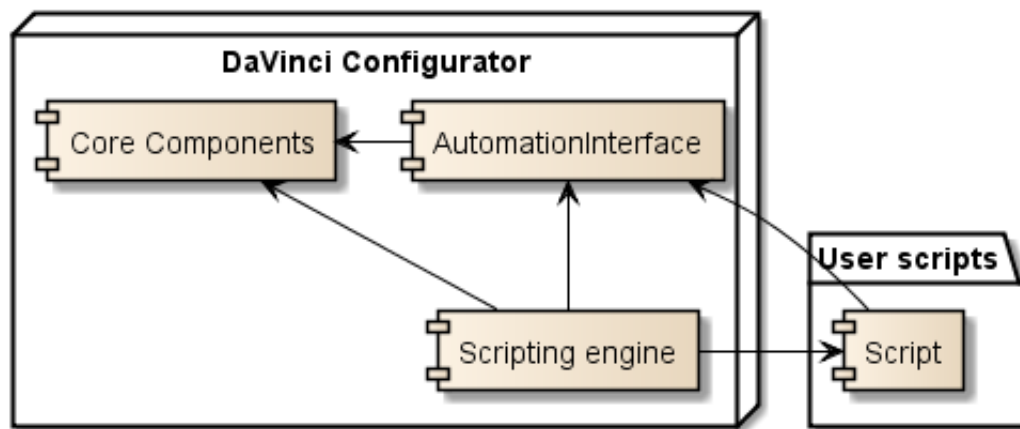 DaVinci Configurator
Core Components
AutomationInterface
User scripts
Scripting engine
Script